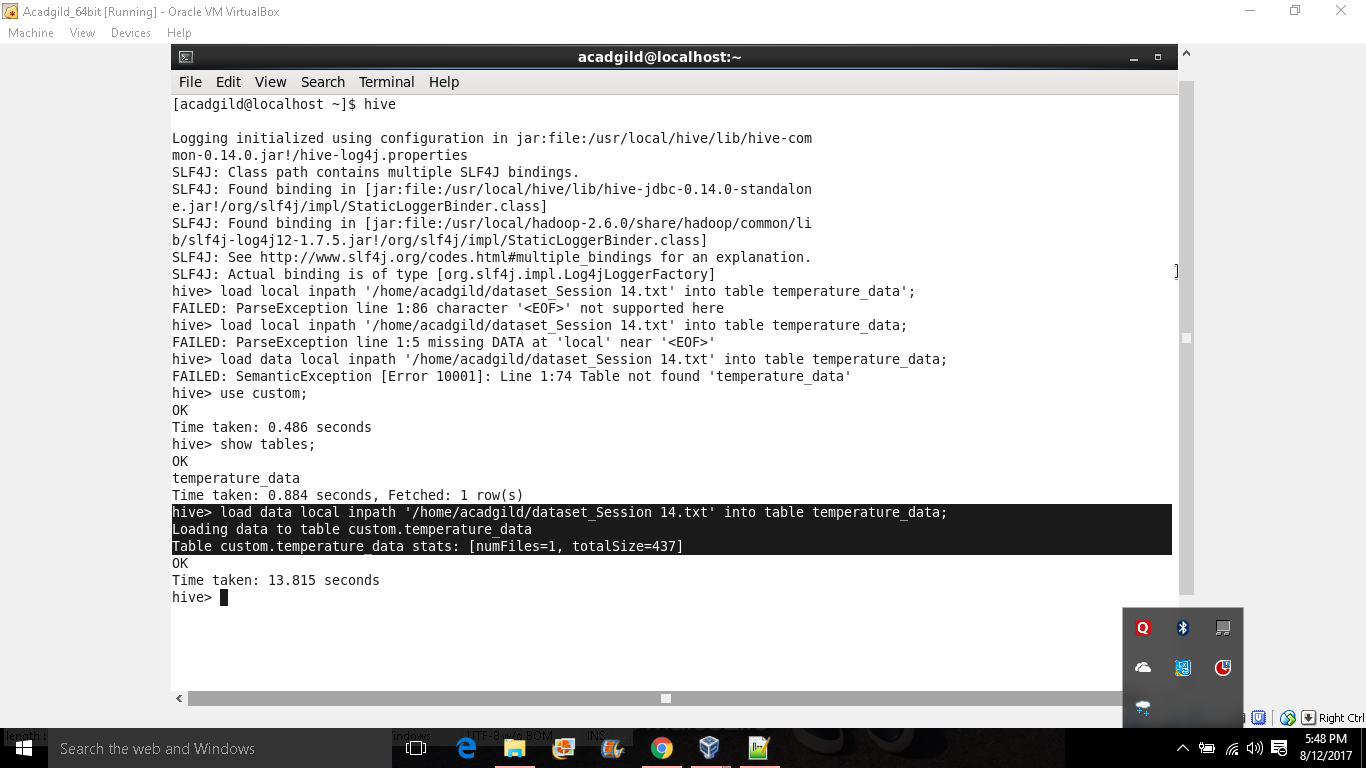 Acadgild_64bit [Running] - Oracle VM VirtualBox
Machine View Devices Help
acadgild@localhost:~
File Edit View Search Terminal Help
[acadgild@localhost ~]$ hive
Logging initialized using configuration in jar:file:/usr/local/hive/lib/hive-com
mon-0.14.0.jar!/hive-log4j.properties
SLF4J: Class path contains multiple SLF4J bindings.
SLF4J: Found binding in [jar:file:/usr/local/hive/lib/hive-jdbc-0.14.0-standalon
e.jar!/org/slf4j/impl/StaticLoggerBinder.class]
SLF4J: Found binding in [jar:file:/usr/local/hadoop-2.6.0/share/hadoop/common/li
b/slf4j-log4j12-1.7.5.jar!/org/slf4j/impl/StaticLoggerBinder.class]
SLF4J: See http://www.slf4j.org/codes.html#multiple_bindings for an explanation.
SLF4J: Actual binding is of type [org.slf4j.impl.Log4jLoggerFactory]
hive> load local inpath '/home/acadgild/dataset_Session 14.txt' into table temperature_data';
FAILED: ParseException line 1:86 character '<EOF>' not supported here
hive> load local inpath '/home/acadgild/dataset_Session 14.txt' into table temperature_data;
FAILED: ParseException line 1:5 missing DATA at 'local' near '<EOF>'
hive> load data local inpath '/home/acadgild/dataset_Session 14.txt' into table temperature_data;
FAILED: SemanticException [Error 10001]: Line 1:74 Table not found 'temperature_data'
hive> use custom;
OK
Time taken: 0.486 seconds
hive> show tables;
OK
temperature_data
Time taken: 0.884 seconds, Fetched: 1 row(s)
hive> load data local inpath '/home/acadgild/dataset_Session 14.txt' into table temperature_data;
Loading data to table custom.temperature_data
Table custom.temperature_data stats: [numFiles=1, totalSize=437]
OK
Time taken: 13.815 seconds
hive>
Right Ctrl
length : indows UTF-8 w/o BOM INS
Search the web and Windows
5:48 PM
8/12/2017